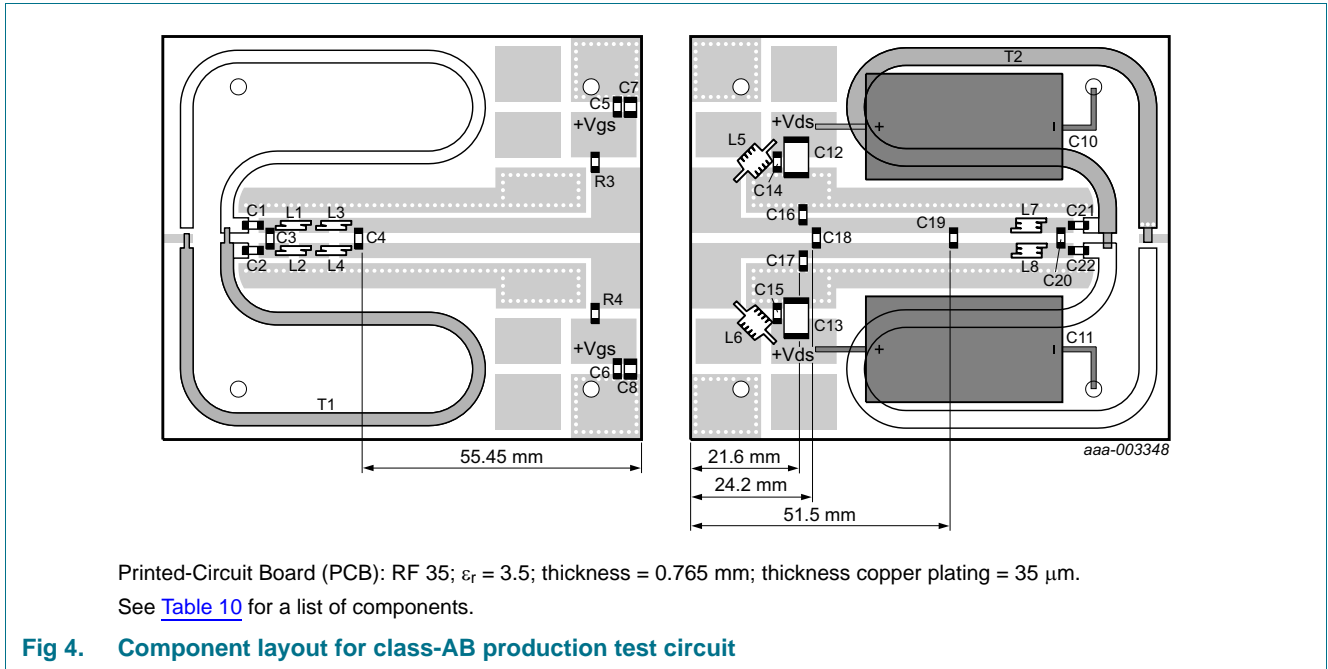 T2
C5 C7
+Vgs
+Vds
L5
C12
C10
R3
C14
C1 L1 L3
C16
L7 C21
C3 C4
C18
C19
C2 L2 L4
C17
L8 C22
C20
C15
R4
L6
C13
+Vgs
+Vds
C11
C6 C8
T1
+ −
+ −
aaa-003348
55.45 mm
21.6 mm
24.2 mm
51.5 mm
Printed-Circuit Board (PCB): RF 35; εr = 3.5; thickness = 0.765 mm; thickness copper plating = 35 μm.
See Table 10 for a list of components.
Fig 4. Component layout for class-AB production test circuit